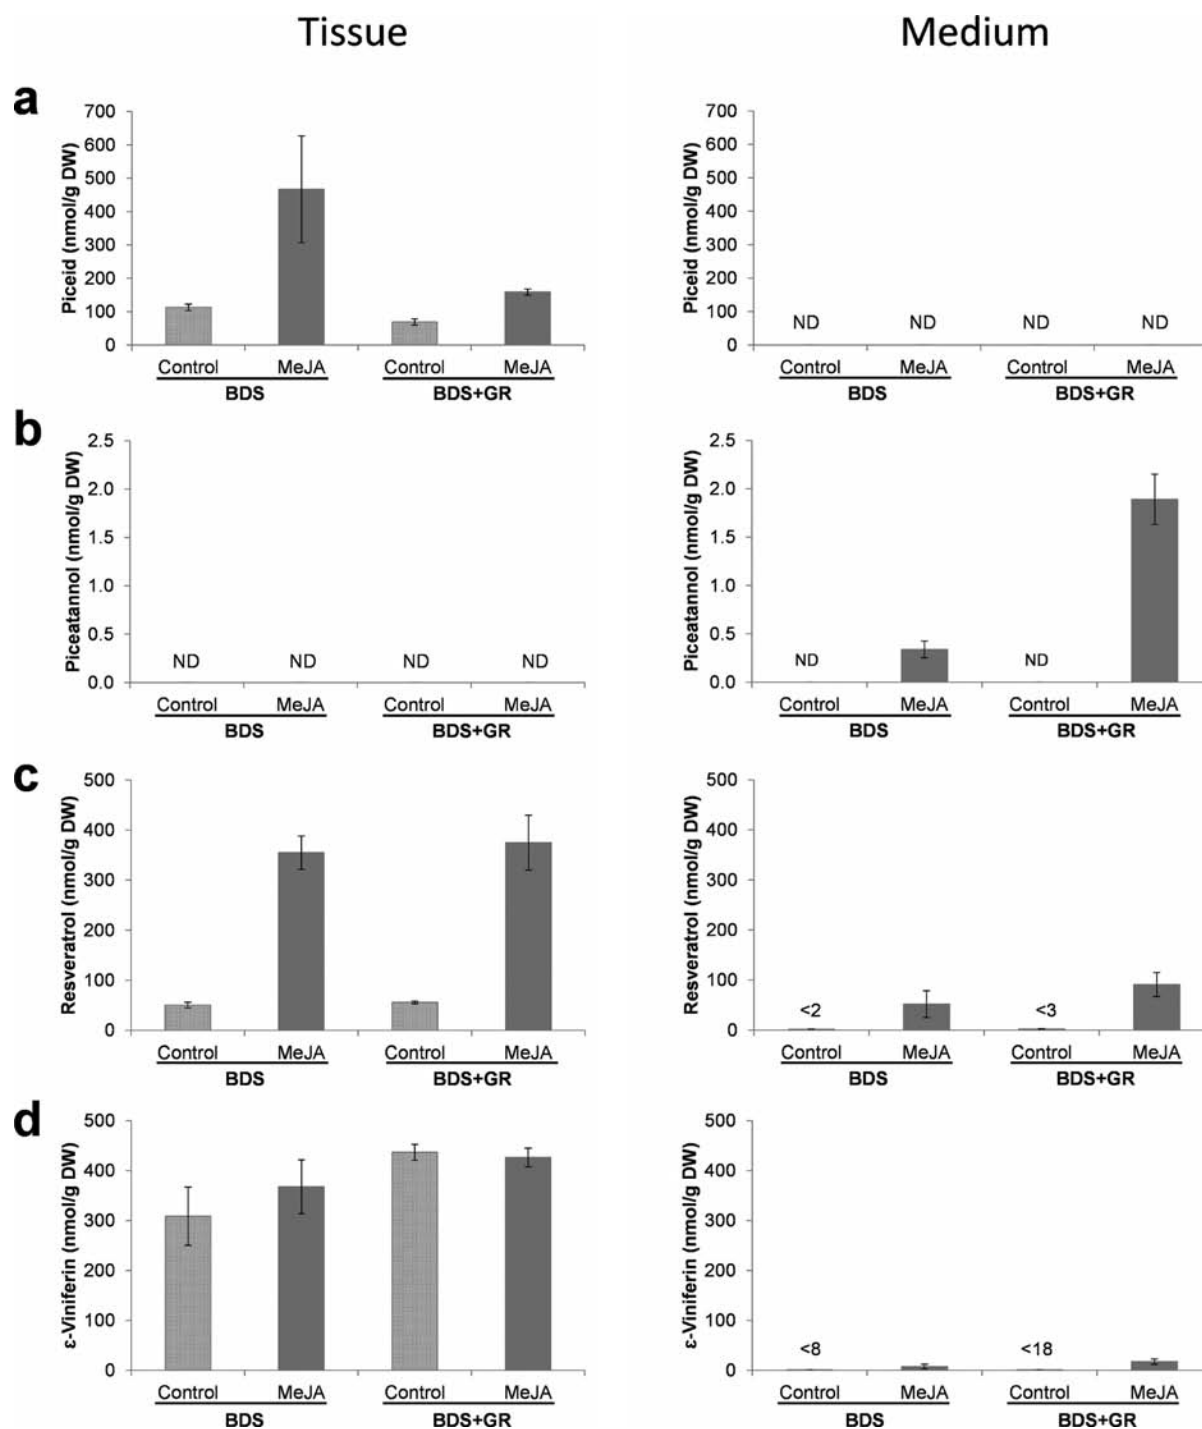 Tissue
Medium
a
Piceid (nmol/g DW)
700
600
500
400
300
200
100
0
Control MeJA Control MeJA
BDS BDS+GR
Piceid (nmol/g DW)
700
600
500
400
300
200
100
0
ND ND ND ND
Control MeJA Control MeJA
BDS BDS+GR
b
Piceatannol (nmol/g DW)
2.5
2.0
1.5
1.0
0.5
0.0
ND ND ND ND
Control MeJA Control MeJA
BDS BDS+GR
Piceatannol (nmol/g DW)
2.5
2.0
1.5
1.0
0.5
0.0
ND ND
Control MeJA Control MeJA
BDS BDS+GR
c
Resveratrol (nmol/g DW)
500
400
300
200
100
0
Control MeJA Control MeJA
BDS BDS+GR
Resveratrol (nmol/g DW)
500
400
300
200
100
0
<2 <3
Control MeJA Control MeJA
BDS BDS+GR
d
ε-Viniferin (nmol/g DW)
500
400
300
200
100
0
Control MeJA Control MeJA
BDS BDS+GR
ε-Viniferin (nmol/g DW)
500
400
300
200
100
0
<8 <18
Control MeJA Control MeJA
BDS BDS+GR